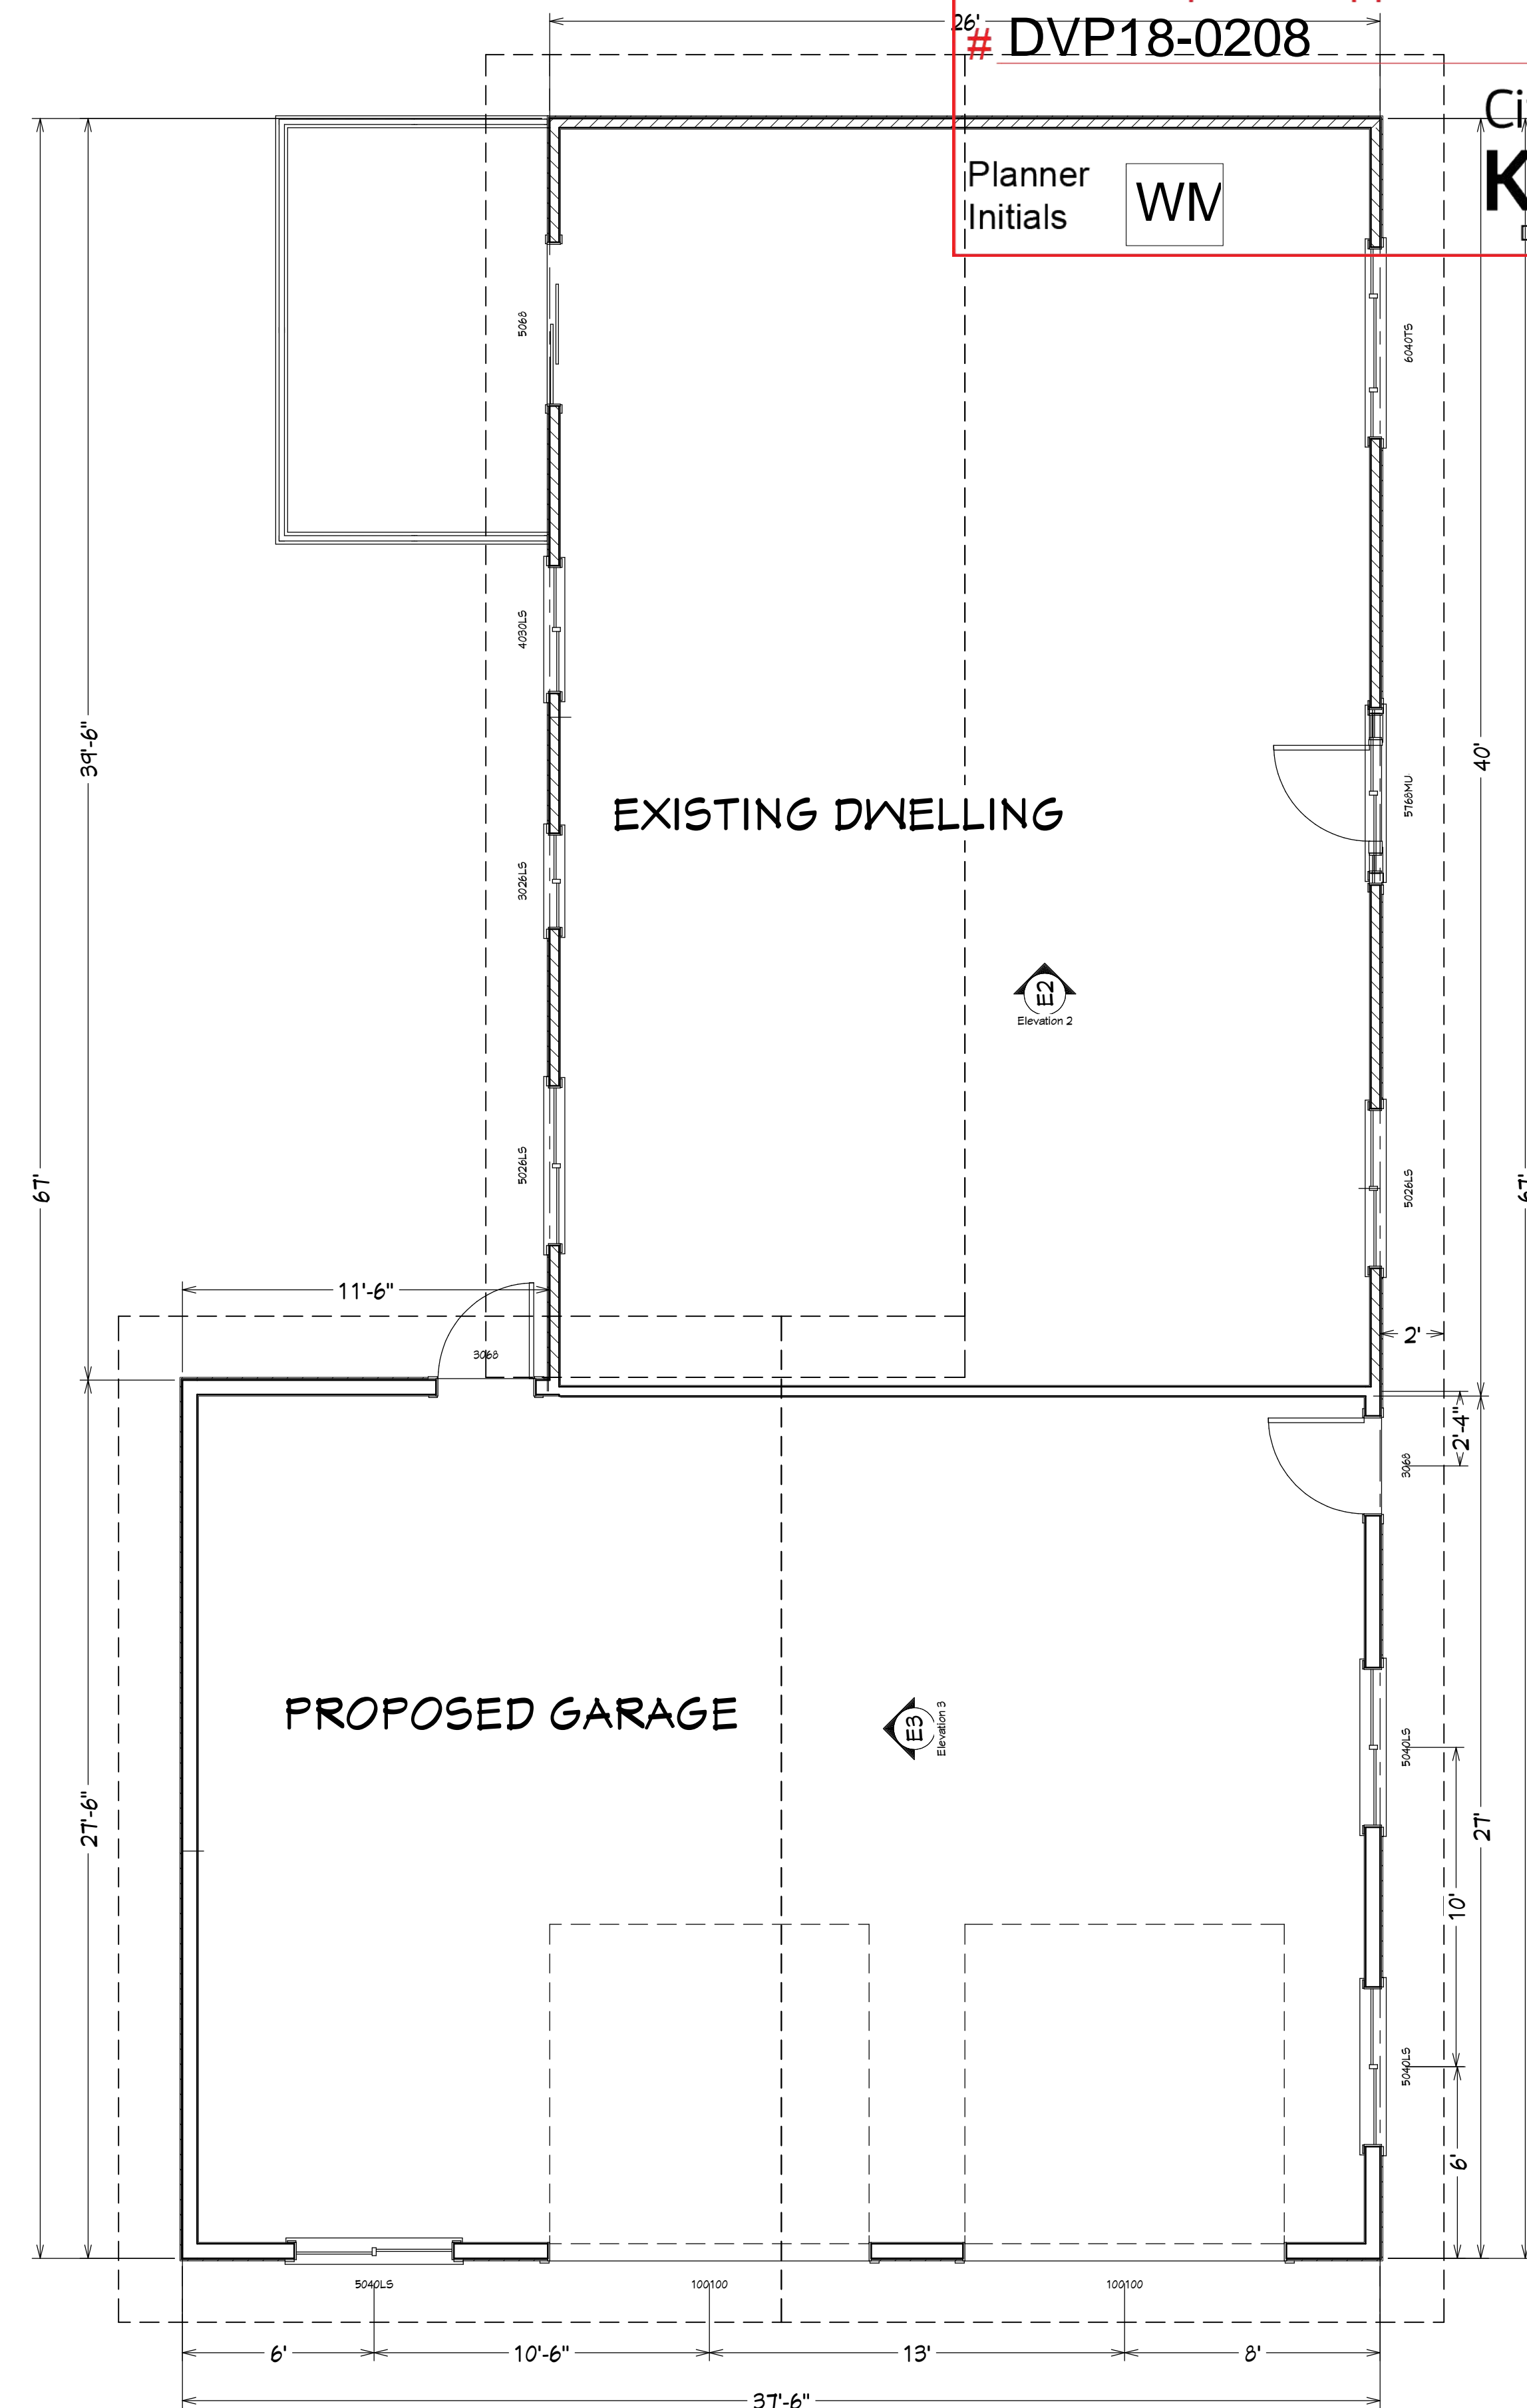 26'
# DVP18-0208
Planner
Initials
WM
5068
6040TS
4030LS
39'-6"
40'
5768MU
EXISTING DWELLING
3026LS
E2
Elevation 2
67'
67'
5026LS
5026LS
11'-6"
2'
3068
2'-4"
3068
PROPOSED GARAGE
E3
Elevation 3
5040LS
27'-6"
27'
10'
5040LS
6'
5040LS
100100
100100
6'
10'-6"
13'
8'
37'-6"